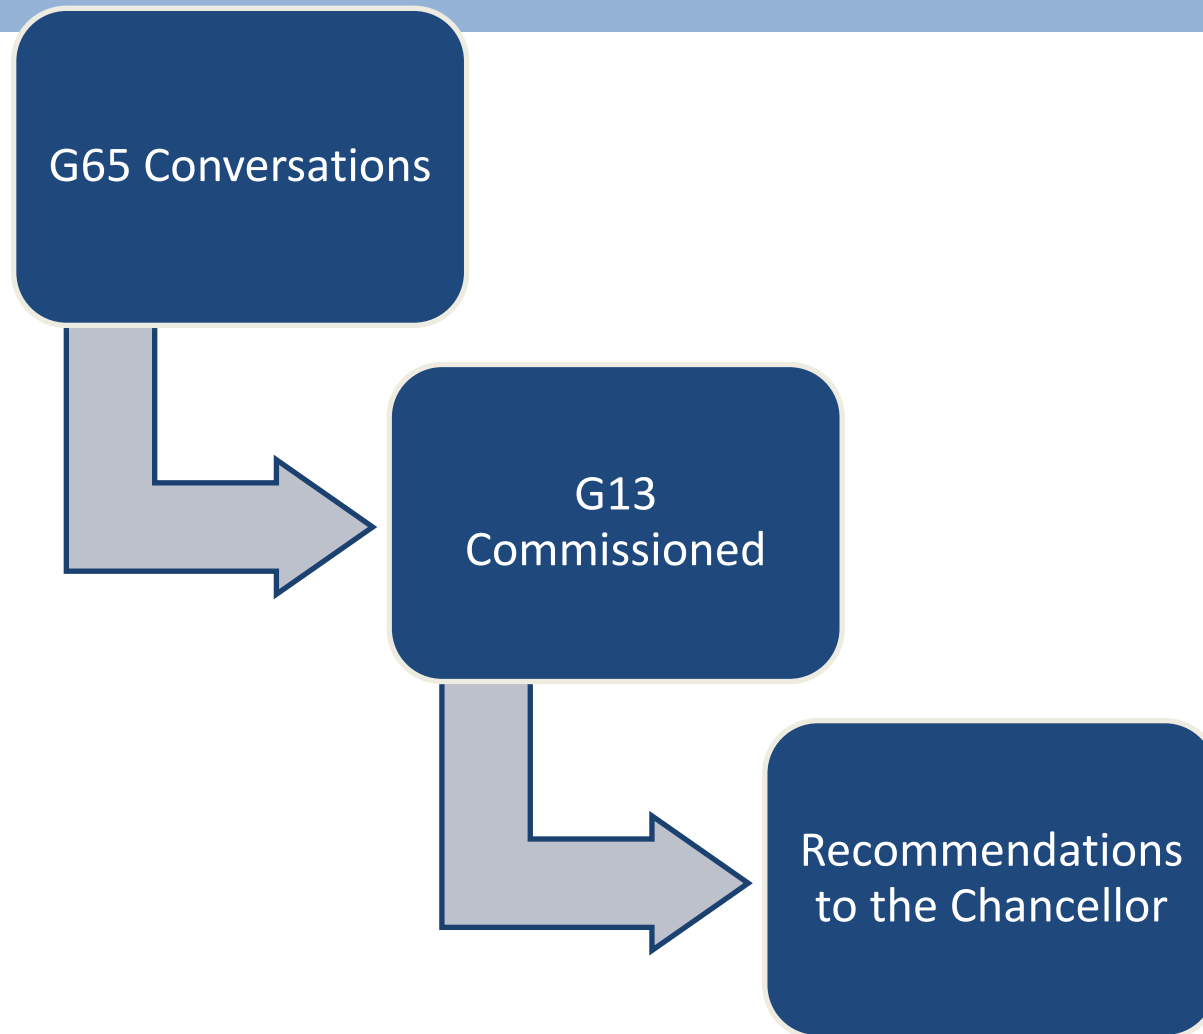 G65 Conversations
G13
Commissioned
Recommendations
to the Chancellor